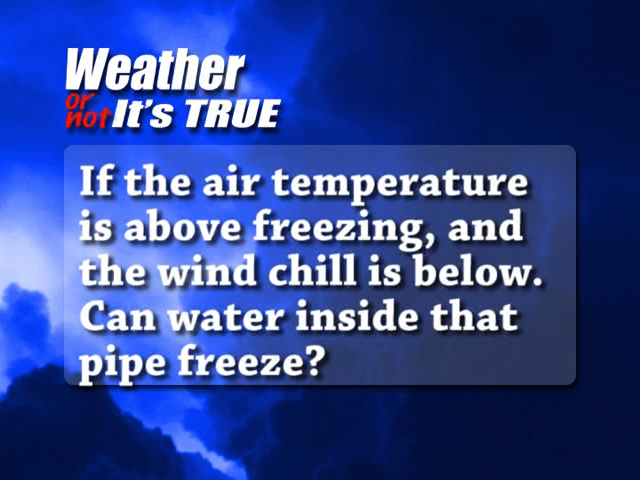 Weather
or
not It's TRUE
If the air temperature
is above freezing, and
the wind chill is below.
Can water inside that
pipe freeze?